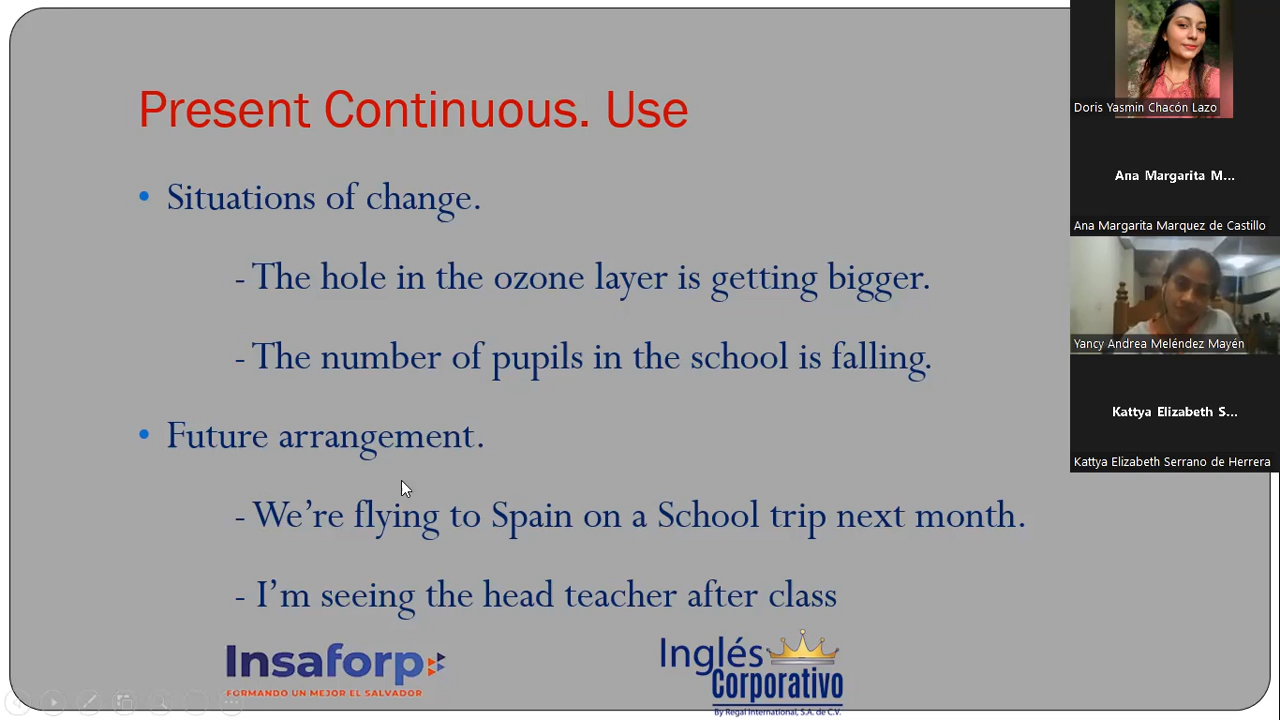 Present Continuous. Use
• Situations of change.
- The hole in the ozone layer is getting bigger.
- The number of pupils in the school is falling.
• Future arrangement.
- We're flying to Spain on a School trip next month.
- I'm seeing the head teacher after class
Insaforp
FORMANDO UN MEJOR EL SALVADOR
Inglés
Corporativo
By Regal International, S.A. de C.V.
Doris Yasmin Chacón Lazo
Ana Margarita M...
Ana Margarita Marquez de Castillo
Yancy Andrea Meléndez Mayén
Kattya Elizabeth S...
Kattya Elizabeth Serrano de Herrera